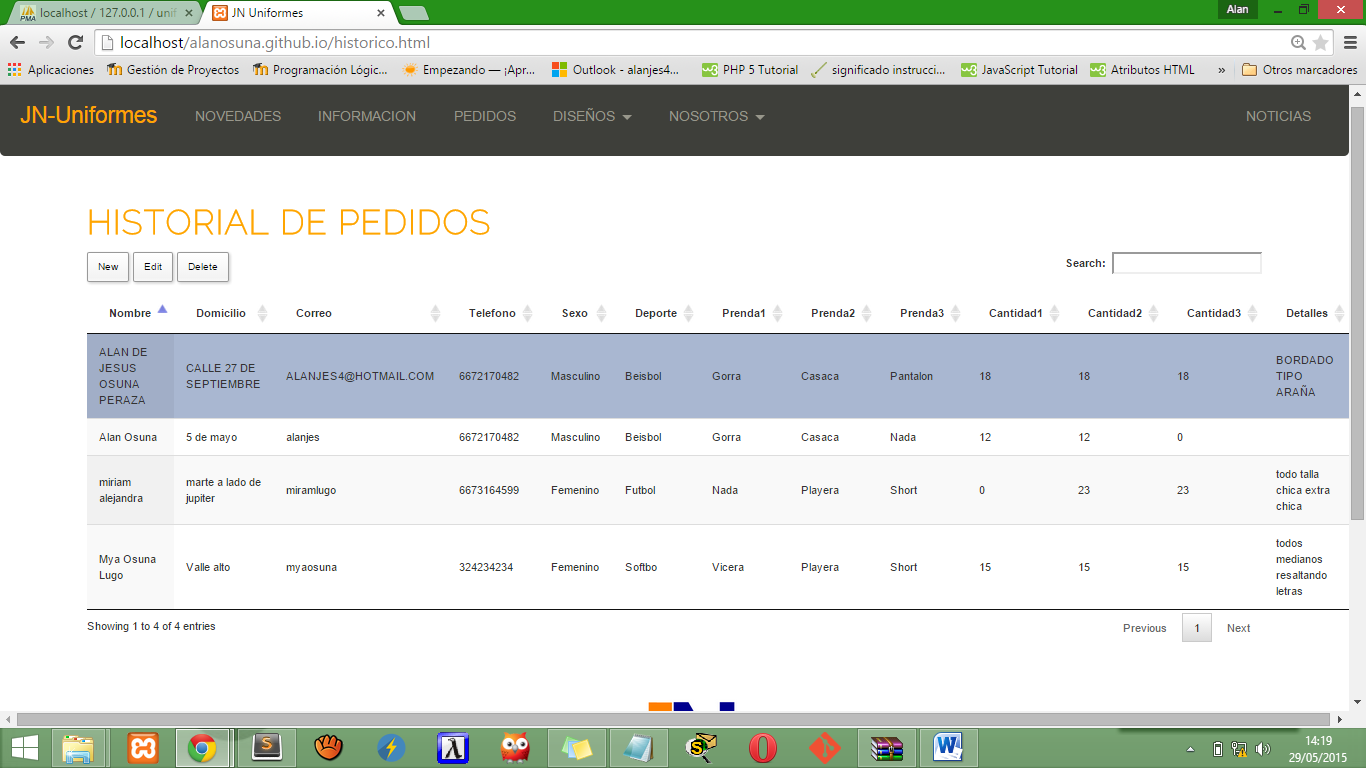 localhost / 127.0.0.1 / unif
JN Uniformes
Alan
localhost/alanosuna.github.io/historico.html
Aplicaciones
Gestión de Proyectos
Programación Lógic...
Empezando — ¡Apr...
Outlook - alanjes4...
PHP 5 Tutorial
significado instrucci...
JavaScript Tutorial
Atributos HTML
»
Otros marcadores
JN-Uniformes
NOVEDADES
INFORMACION
PEDIDOS
DISEÑOS
NOSOTROS
NOTICIAS
HISTORIAL DE PEDIDOS
New
Edit
Delete
Search:
Nombre Domicilio Correo Telefono Sexo Deporte Prenda1 Prenda2 Prenda3 Cantidad1 Cantidad2 Cantidad3 Detalles
ALAN DE
JESUS
OSUNA
PERAZA
CALLE 27 DE
SEPTIEMBRE
ALANJES4@HOTMAIL.COM
6672170482
Masculino
Beisbol
Gorra
Casaca
Pantalon
18
18
18
BORDADO
TIPO
ARAÑA
Alan Osuna
5 de mayo
alanjes
6672170482
Masculino
Beisbol
Gorra
Casaca
Nada
12
12
0
miriam
alejandra
marte a lado de
jupiter
miramlugo
6673164599
Femenino
Futbol
Nada
Playera
Short
0
23
23
todo talla
chica extra
chica
Mya Osuna
Lugo
Valle alto
myaosuna
324234234
Femenino
Softbo
Vicera
Playera
Short
15
15
15
todos
medianos
resaltando
letras
Showing 1 to 4 of 4 entries
Previous
1
Next
14:19
29/05/2015